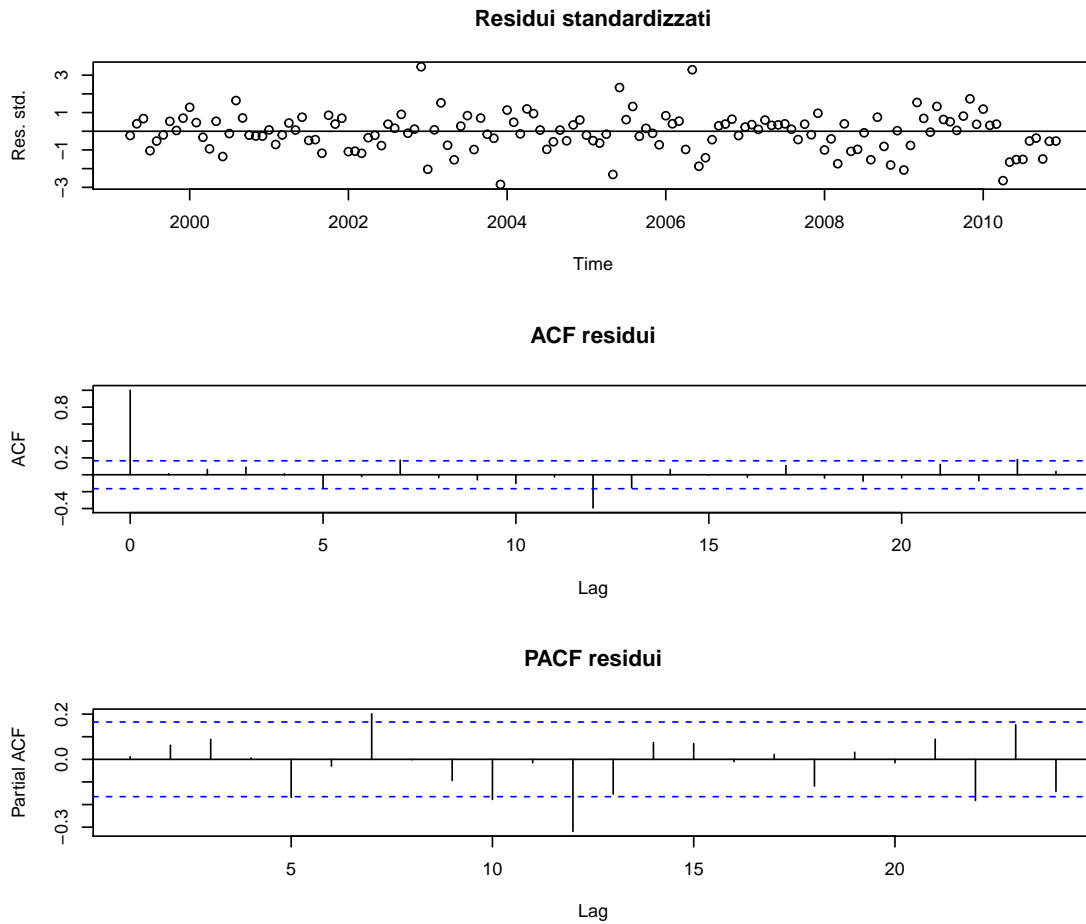 Residui standardizzati
Res. std.
3
1
−1
−3
2000 2002 2004 2006 2008 2010
Time
ACF residui
ACF
0.8
0.2
−0.4
0 5 10 15 20
Lag
PACF residui
Partial ACF
0.2
0.0
−0.3
5 10 15 20
Lag